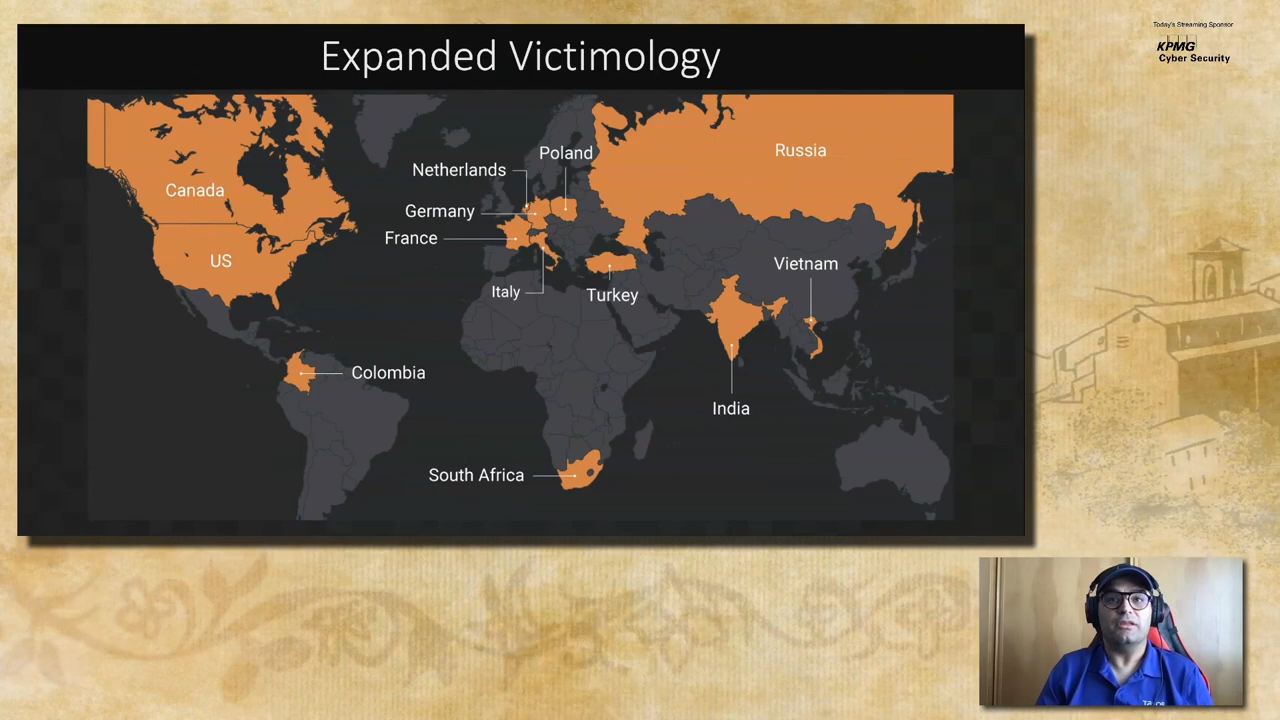 Expanded Victimology
Today's Streaming Sponsor
KPMG
Cyber Security
Canada
US
Netherlands
Poland
Germany
France
Italy
Turkey
Russia
Vietnam
India
Colombia
South Africa